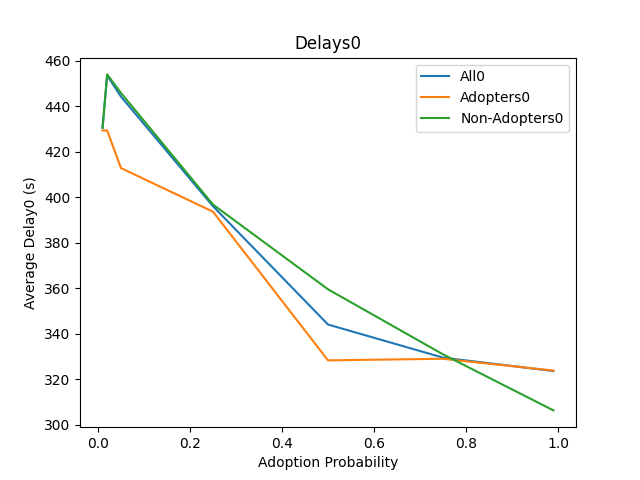 Delays0
All0
Adopters0
Non-Adopters0
Average Delay0 (s)
460
440
420
400
380
360
340
320
300
0.0 0.2 0.4 0.6 0.8 1.0
Adoption Probability